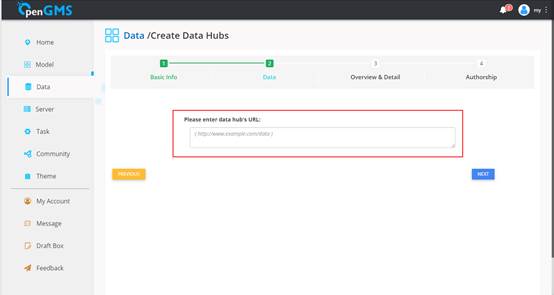 OpenGMS
my
Data /Create Data Hubs
Home
Model
Data
Server
Task
Community
Theme
My Account
Message
Draft Box
Feedback
1
2
3
4
Basic Info
Data
Overview & Detail
Authorship
Please enter data hub's URL:
( http://www.example.com/data )
PREVIOUS
NEXT